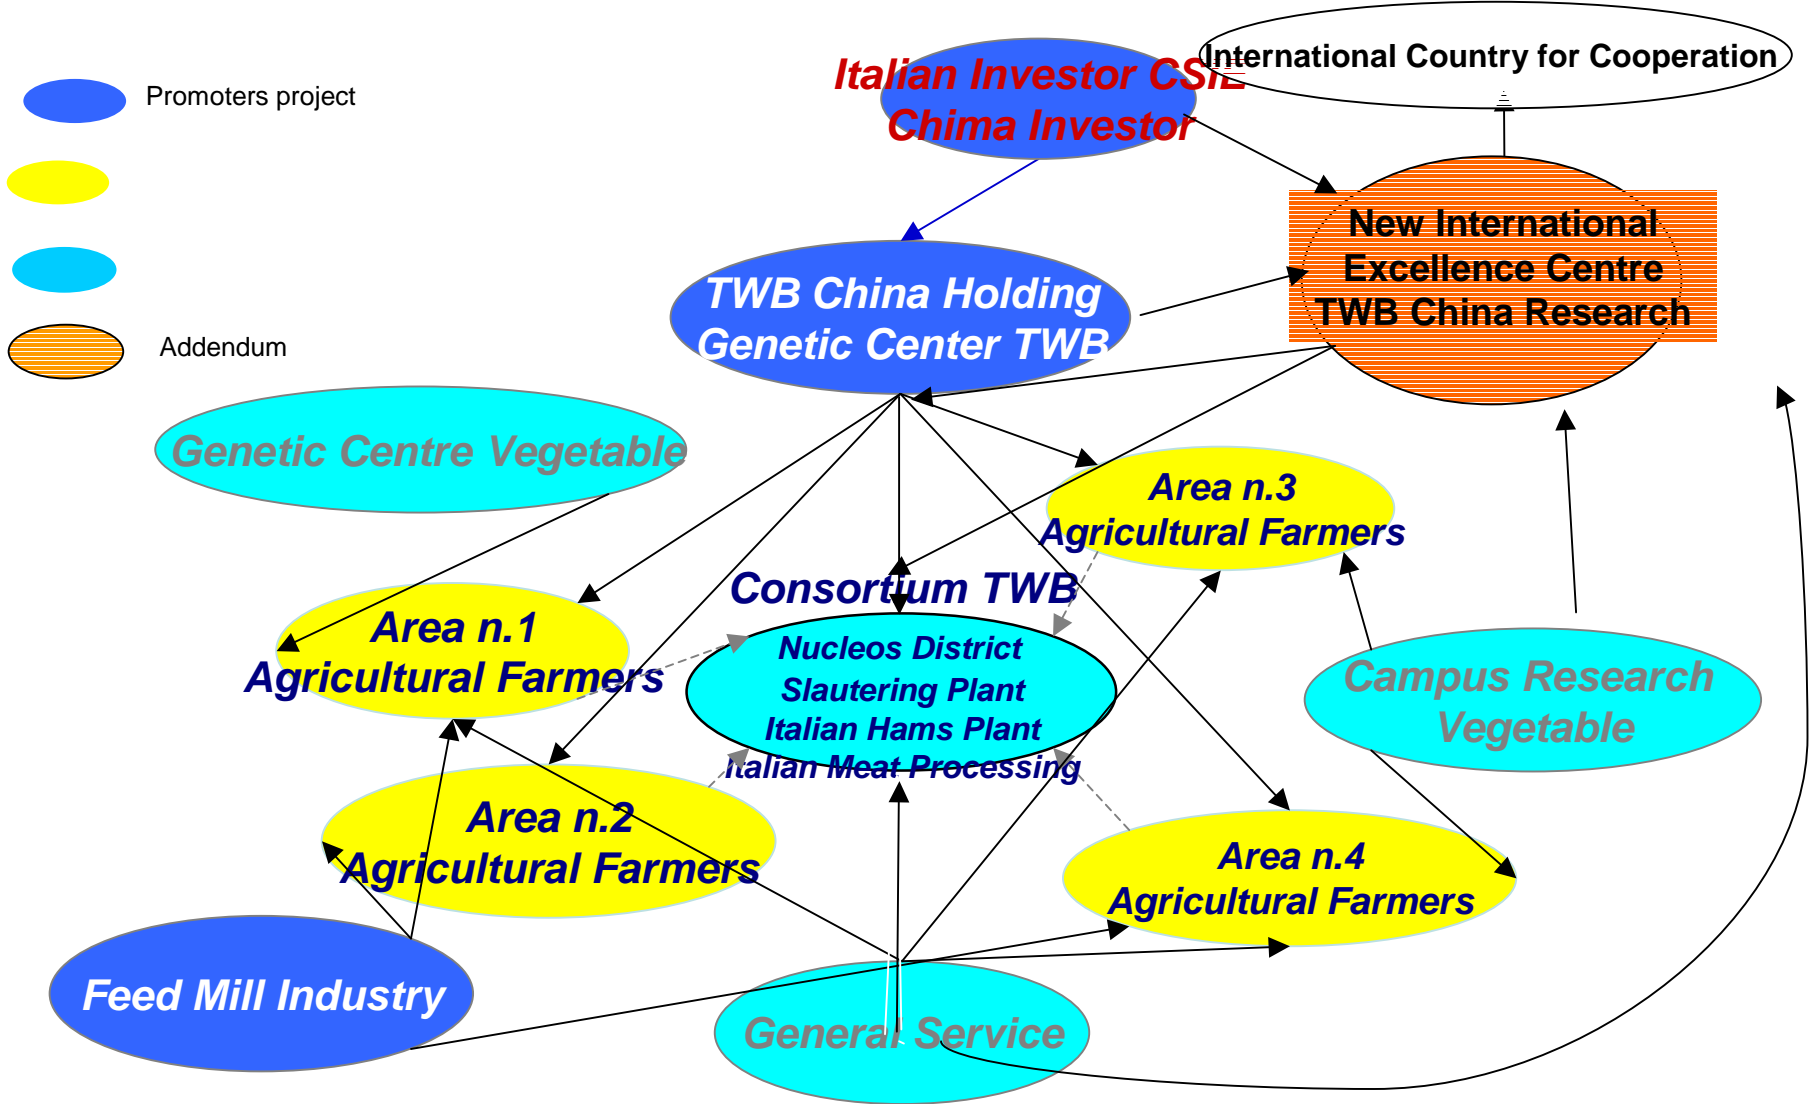 International Country for Cooperation
Italian Investor CSIL
Chima Investor
Promoters project
New International
Excellence Centre
TWB China Research
TWB China Holding
Genetic Center TWB
Addendum
Genetic Centre Vegetable
Area n.3
Agricultural Farmers
Consortium TWB
Area n.1
Agricultural Farmers
Nucleos District
Slautering Plant
Italian Hams Plant
Italian Meat Processing
Campus Research
Vegetable
Area n.2
Agricultural Farmers
Area n.4
Agricultural Farmers
Feed Mill Industry
General Service